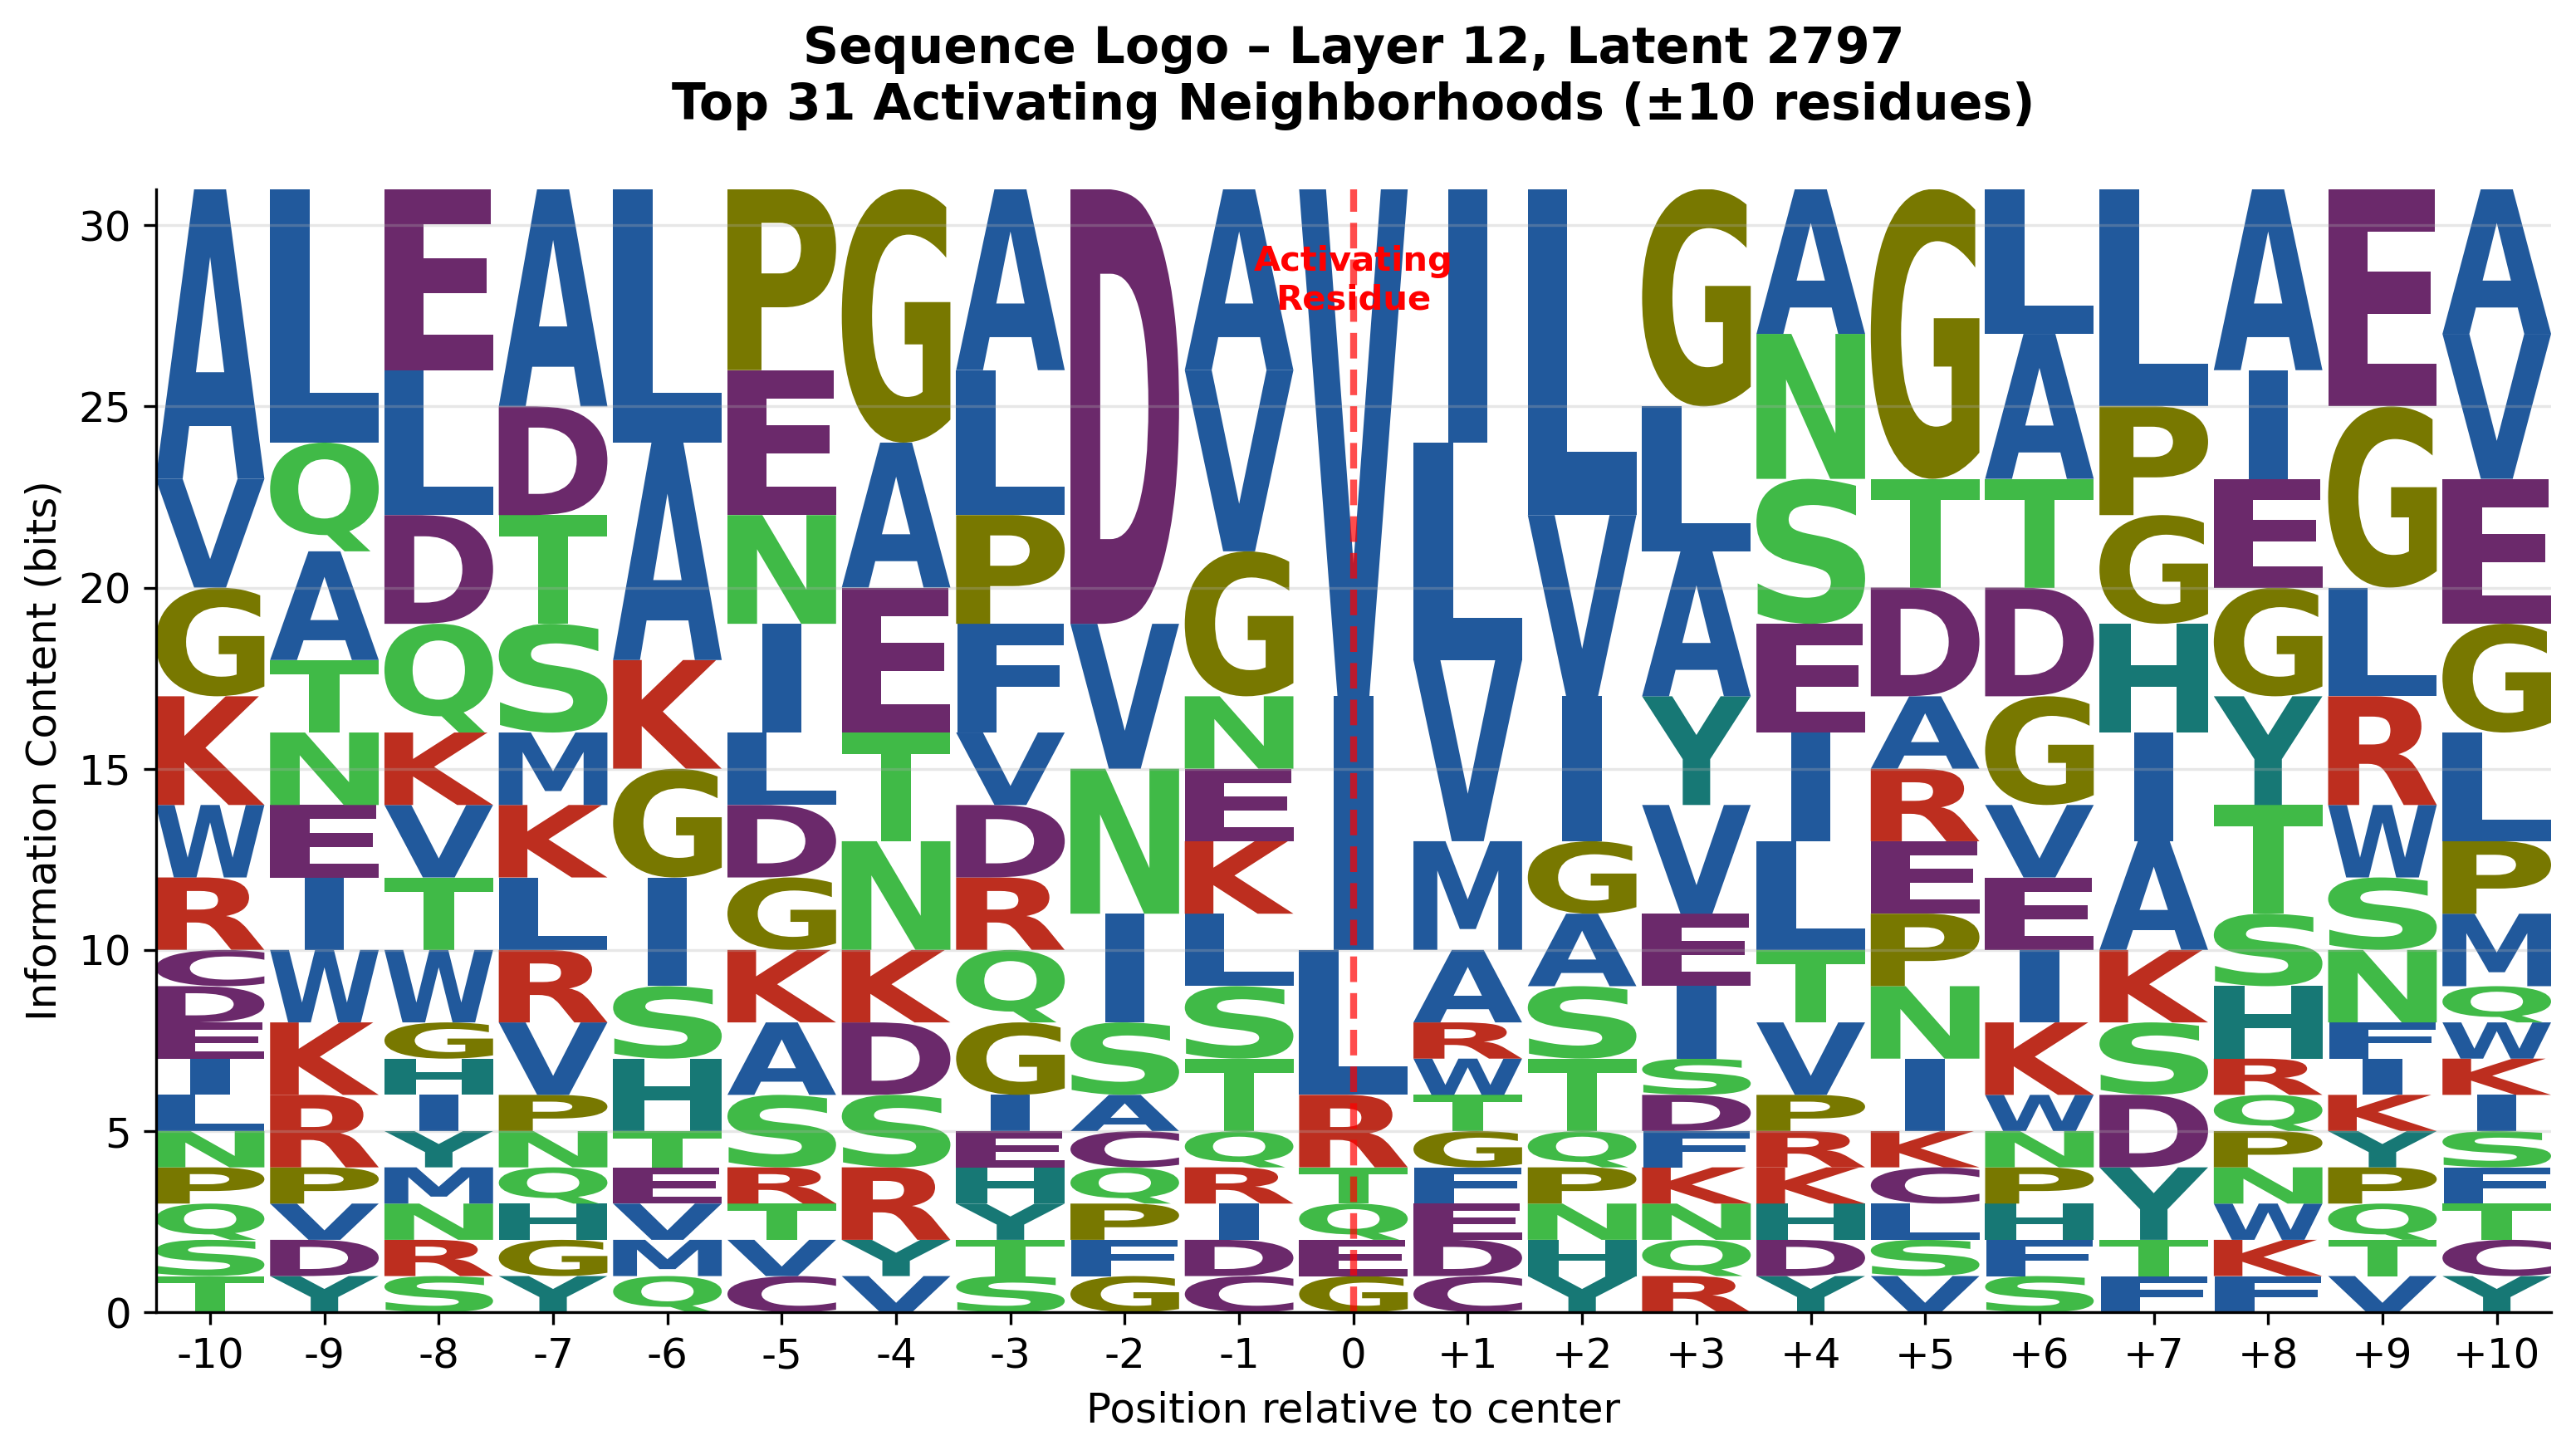 Sequence Logo – Layer 12, Latent 2797
Top 31 Activating Neighborhoods (±10 residues)
Activating
Residue
Information Content (bits)
30
25
20
15
10
5
0
-10 -9 -8 -7 -6 -5 -4 -3 -2 -1 0 +1 +2 +3 +4 +5 +6 +7 +8 +9 +10
Position relative to center